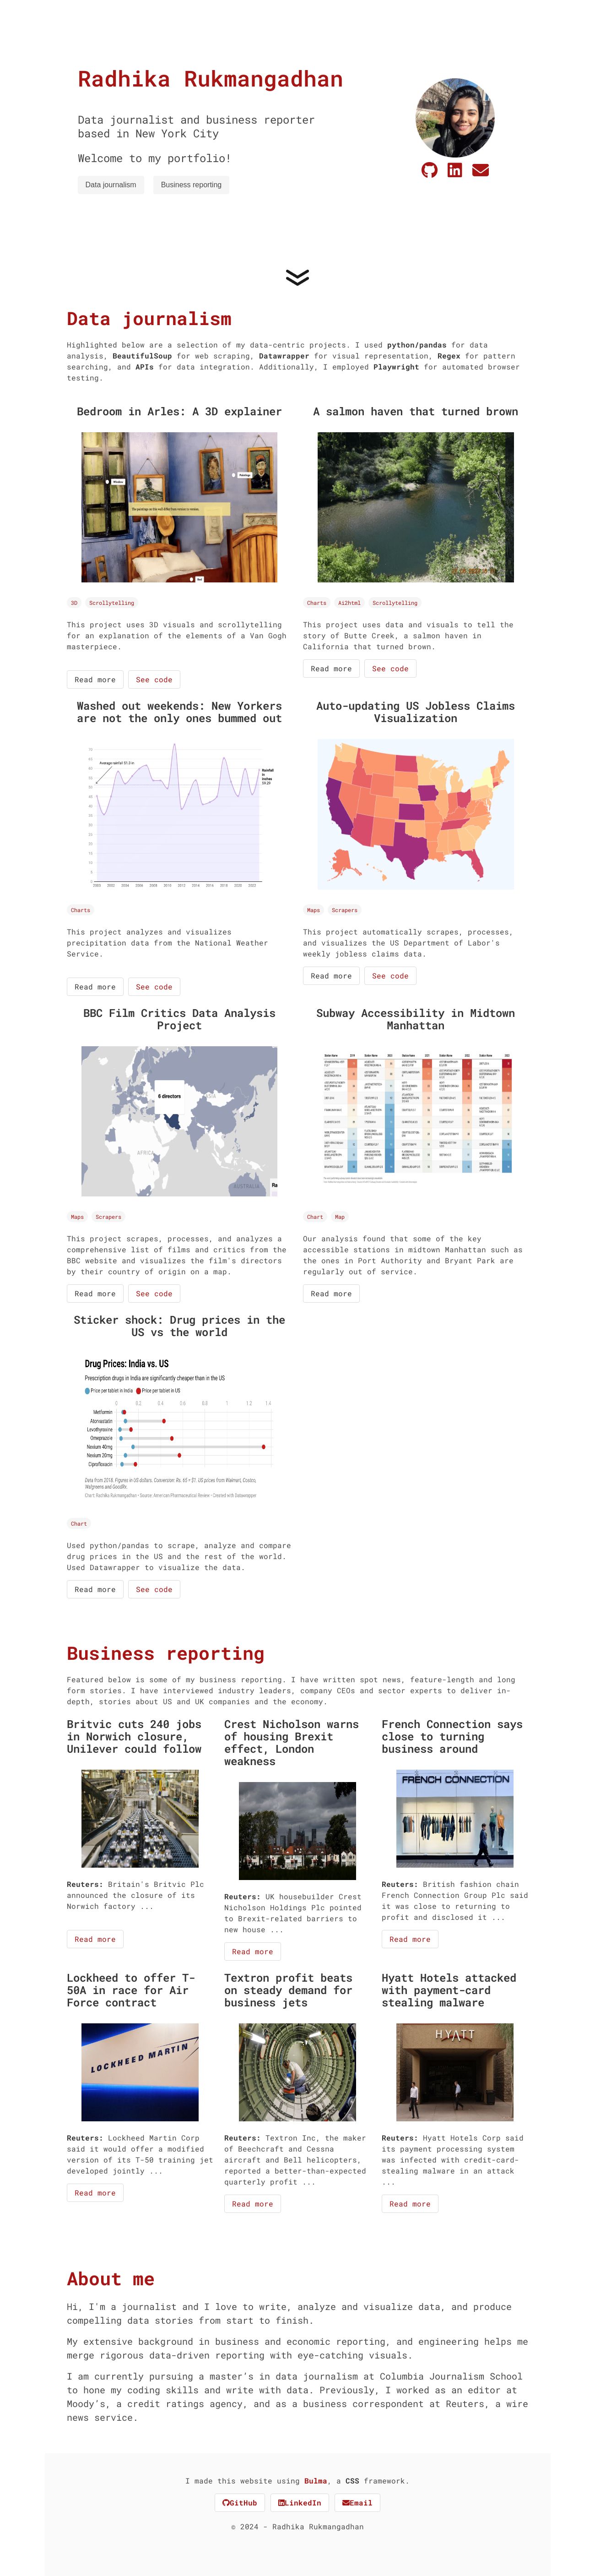 Radhika Rukmangadhan
Data journalist and business reporter
based in New York City
Welcome to my portfolio!
Data journalism
Business reporting
Data journalism
Highlighted below are a selection of my data-centric projects. I used python/pandas for data
analysis, BeautifulSoup for web scraping, Datawrapper for visual representation, Regex for pattern
searching, and APIs for data integration. Additionally, I employed Playwright for automated browser
testing.
Bedroom in Arles: A 3D explainer
3D
Scrollytelling
This project uses 3D visuals and scrollytelling
for an explanation of the elements of a Van Gogh
masterpiece.
Read more
See code
A salmon haven that turned brown
Charts
Ai2html
Scrollytelling
This project uses data and visuals to tell the
story of Butte Creek, a salmon haven in
California that turned brown.
Read more
See code
Washed out weekends: New Yorkers
are not the only ones bummed out
Charts
This project analyzes and visualizes
precipitation data from the National Weather
Service.
Read more
See code
Auto-updating US Jobless Claims
Visualization
Maps
Scrapers
This project automatically scrapes, processes,
and visualizes the US Department of Labor's
weekly jobless claims data.
Read more
See code
BBC Film Critics Data Analysis
Project
6 directors
AFRICA
Maps
Scrapers
This project scrapes, processes, and analyzes a
comprehensive list of films and critics from the
BBC website and visualizes the film's directors
by their country of origin on a map.
Read more
See code
Subway Accessibility in Midtown
Manhattan
Chart
Map
Our analysis found that some of the key
accessible stations in midtown Manhattan such as
the ones in Port Authority and Bryant Park are
regularly out of service.
Read more
Sticker shock: Drug prices in the
US vs the world
Drug Prices: India vs. US
Prescription drugs in India are significantly cheaper than in the US
Price per tablet in India
Price per tablet in US
0 0.2 0.4 0.6 0.8 1 1.2 1.4
Metformin
Atorvastatin
Levothyroxine
Omeprazole
Nexium 40mg
Nexium 20mg
Ciprofloxacin
Chart
Used python/pandas to scrape, analyze and compare
drug prices in the US and the rest of the world.
Used Datawrapper to visualize the data.
Read more
See code
Business reporting
Featured below is some of my business reporting. I have written spot news, feature-length and long
form stories. I have interviewed industry leaders, company CEOs and sector experts to deliver in-
depth, stories about US and UK companies and the economy.
Britvic cuts 240 jobs
in Norwich closure,
Unilever could follow
Reuters: Britain's Britvic Plc
announced the closure of its
Norwich factory ...
Read more
Crest Nicholson warns
of housing Brexit
effect, London
weakness
Reuters: UK housebuilder Crest
Nicholson Holdings Plc pointed
to Brexit-related barriers to
new house ...
Read more
French Connection says
close to turning
business around
FRENCH CONNECTION
Reuters: British fashion chain
French Connection Group Plc said
it was close to returning to
profit and disclosed it ...
Read more
Lockheed to offer T-
50A in race for Air
Force contract
LOCKHEED MARTIN
Reuters: Lockheed Martin Corp
said it would offer a modified
version of its T-50 training jet
developed jointly ...
Read more
Textron profit beats
on steady demand for
business jets
Reuters: Textron Inc, the maker
of Beechcraft and Cessna
aircraft and Bell helicopters,
reported a better-than-expected
quarterly profit ...
Read more
Hyatt Hotels attacked
with payment-card
stealing malware
HYATT
Reuters: Hyatt Hotels Corp said
its payment processing system
was infected with credit-card-
stealing malware in an attack
...
Read more
About me
Hi, I'm a journalist and I love to write, analyze and visualize data, and produce
compelling data stories from start to finish.
My extensive background in business and economic reporting, and engineering helps me
merge rigorous data-driven reporting with eye-catching visuals.
I am currently pursuing a master’s in data journalism at Columbia Journalism School
to hone my coding skills and write with data. Previously, I worked as an editor at
Moody’s, a credit ratings agency, and as a business correspondent at Reuters, a wire
news service.
I made this website using Bulma, a CSS framework.
GitHub
LinkedIn
Email
© 2024 - Radhika Rukmangadhan